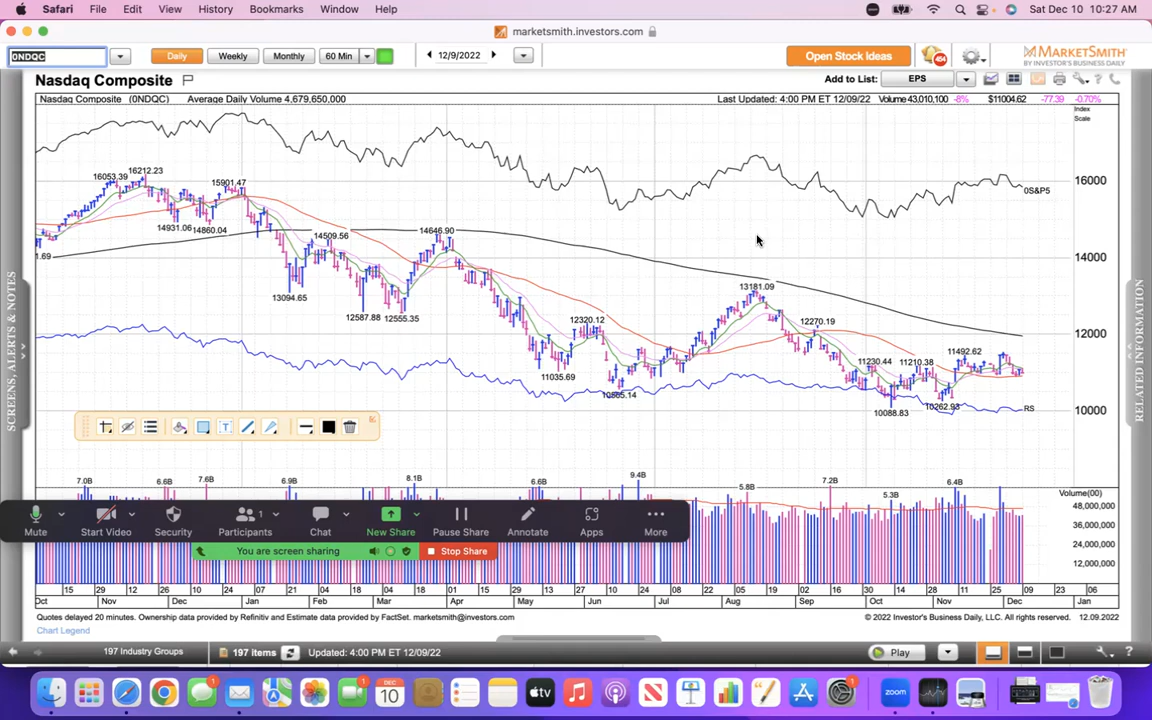 Safari File Edit View History Bookmarks Window Help Sat Dec 10 10:27 AM
marketsmith.investors.com
0NDQC Daily Weekly Monthly 60 Min 12/9/2022 Open Stock Ideas 464 MARKETSMITH
BY INVESTOR'S BUSINESS DAILY
Nasdaq Composite Add to List: EPS
Nasdaq Composite (0NDQC) Average Daily Volume 4,679,650,000 Last Updated: 4:00 PM ET 12/09/22 Volume 43,010,100 -8% $11004.62 -77.39 -0.70%
Index
Scale
16212.23
16053.39
15901.47
16000
0S&P5
14931.06
14860.04
14646.90
14509.56
1.69
14000
13094.65
13181.09
12587.88
12555.35
12320.12
12270.19
12000
11492.62
11230.44
11210.38
11035.69
10565.14
10262.93
10088.83
RS
10000
SCREENS, ALERTS & NOTES
RELATED INFORMATION
7.0B 6.6B 7.6B 6.9B 8.1B 6.6B 9.4B 5.8B 7.2B 5.3B 6.4B
Volume(00)
48,000,000
36,000,000
24,000,000
12,000,000
Mute Start Video Security Participants 1 Chat New Share Pause Share Annotate Apps More
You are screen sharing Stop Share
15 29 12 26 10 24 07 21 04 18 04 18 01 15 29 13 27 10 24 08 22 05 19 02 16 30 14 28 11 25 09 23 06
Oct Nov Dec Jan Feb Mar Apr May Jun Jul Aug Sep Oct Nov Dec Jan
Quotes delayed 20 minutes. Ownership data provided by Refinitiv and Estimate data provided by FactSet. marketsmith@investors.com © 2022 Investor's Business Daily, LLC. All rights reserved. 12.09.2022
Chart Legend
197 Industry Groups 197 items Updated: 4:00 PM ET 12/09/22 Play
DEC
10
zoom